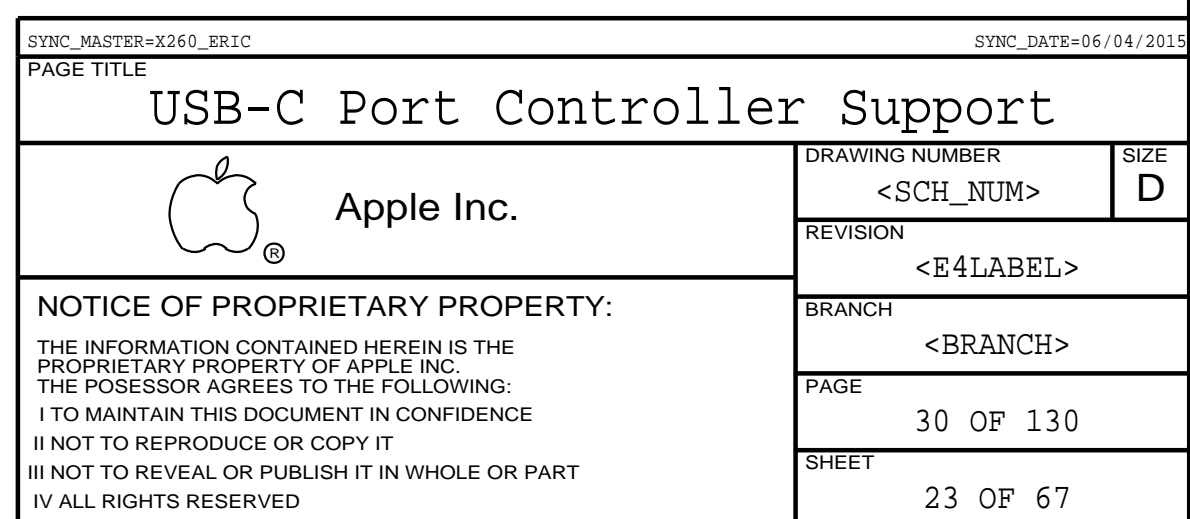 SYNC_MASTER=X260_ERIC SYNC_DATE=06/04/2015
PAGE TITLE
USB-C Port Controller Support
Apple Inc.
®
DRAWING NUMBER
<SCH_NUM>
SIZE
D
REVISION
<E4LABEL>
BRANCH
<BRANCH>
PAGE
30 OF 130
SHEET
23 OF 67
NOTICE OF PROPRIETARY PROPERTY:
THE INFORMATION CONTAINED HEREIN IS THE
PROPRIETARY PROPERTY OF APPLE INC.
THE POSESSOR AGREES TO THE FOLLOWING:
I TO MAINTAIN THIS DOCUMENT IN CONFIDENCE
II NOT TO REPRODUCE OR COPY IT
III NOT TO REVEAL OR PUBLISH IT IN WHOLE OR PART
IV ALL RIGHTS RESERVED